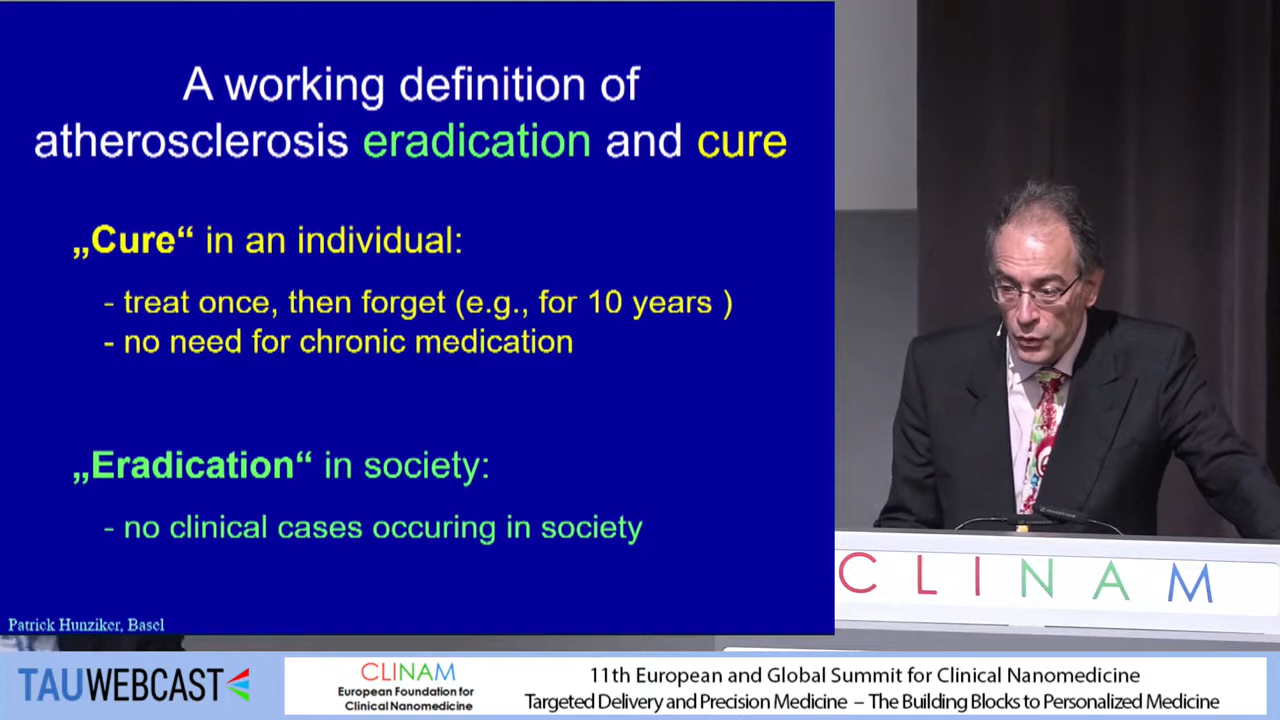 A working definition of
atherosclerosis eradication and cure
„Cure“ in an individual:
- treat once, then forget (e.g., for 10 years )
- no need for chronic medication
„Eradication“ in society:
- no clinical cases occuring in society
Patrick Hunziker, Basel
CLINAM
TAUWEBCAST
CLINAM
European Foundation for
Clinical Nanomedicine
11th European and Global Summit for Clinical Nanomedicine
Targeted Delivery and Precision Medicine – The Building Blocks to Personalized Medicine